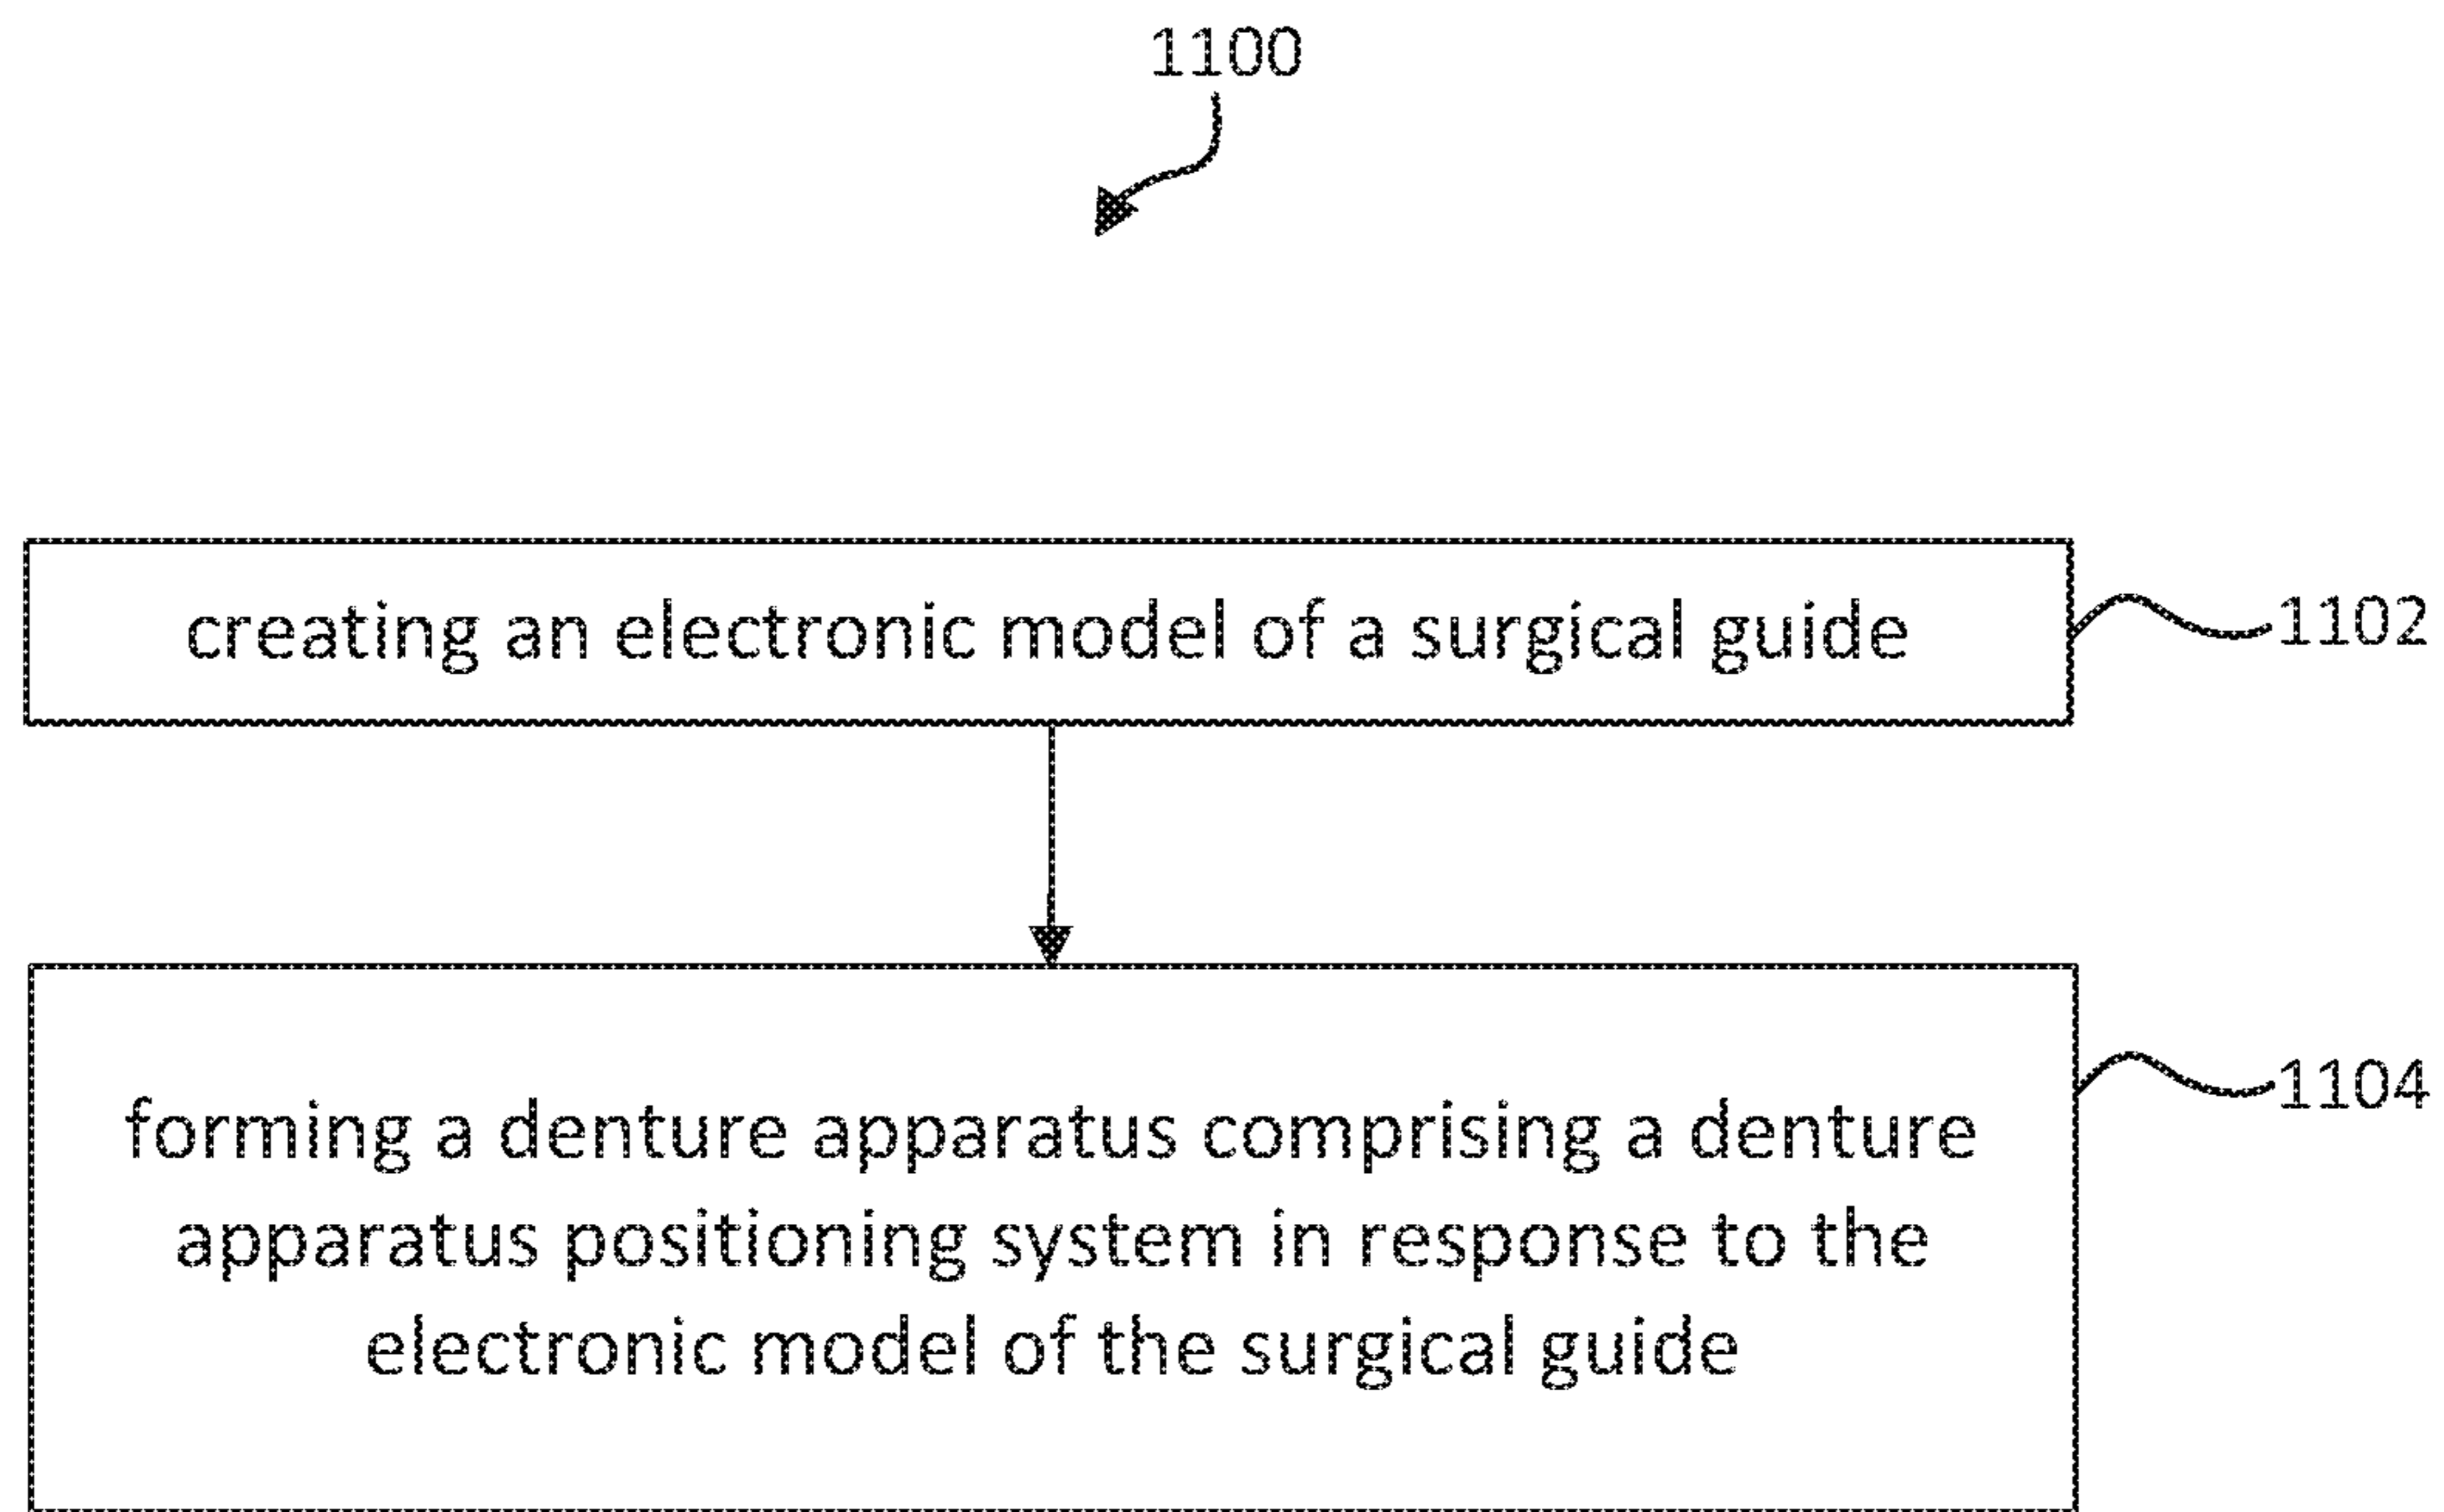 1100
creating an electronic model of a surgical guide
1102
forming a denture apparatus comprising a denture
apparatus positioning system in response to the
electronic model of the surgical guide
1104